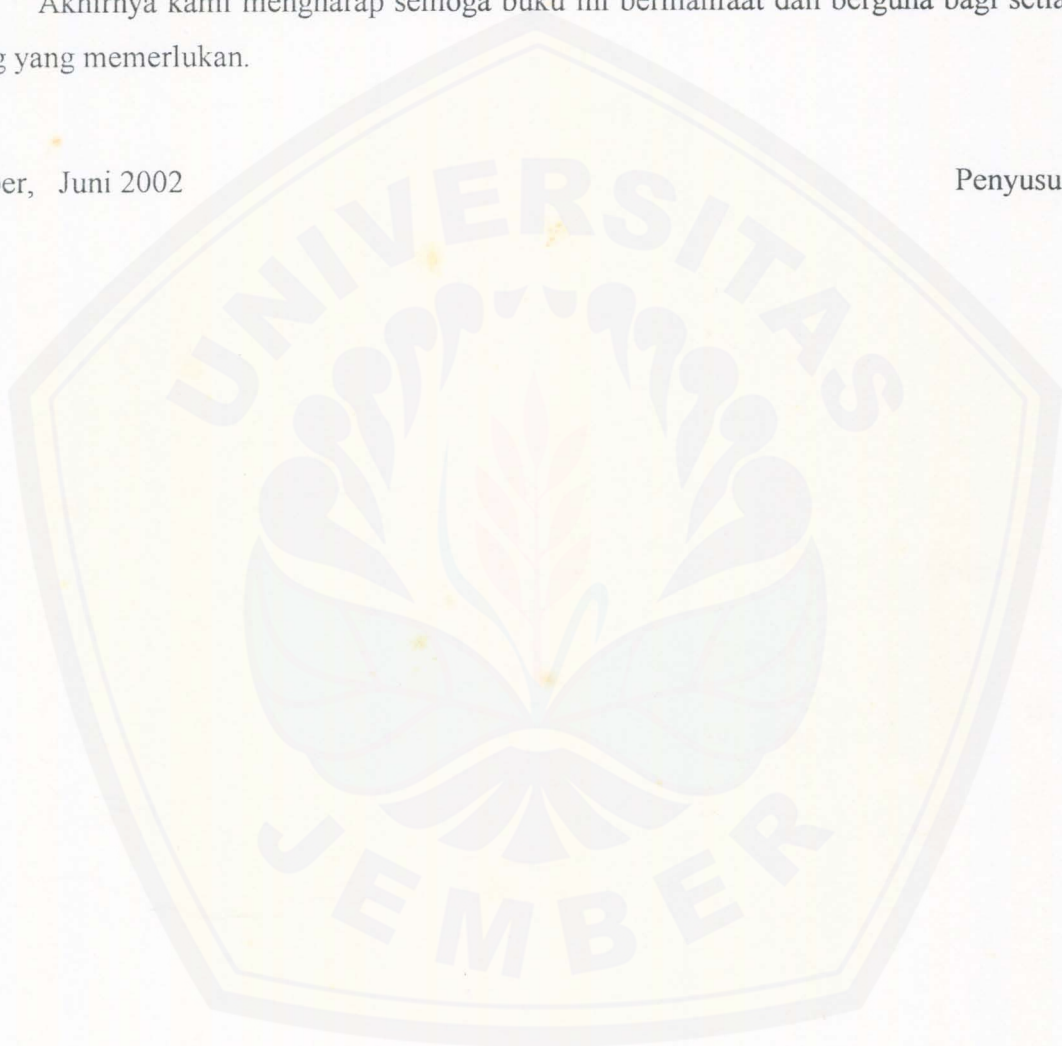 Akhirnya kami mengharap semoga buku ini bermanfaat dan berguna bagi setia
g yang memerlukan.
er, Juni 2002 Penyusu
UNIVERSITAS
JEMBER